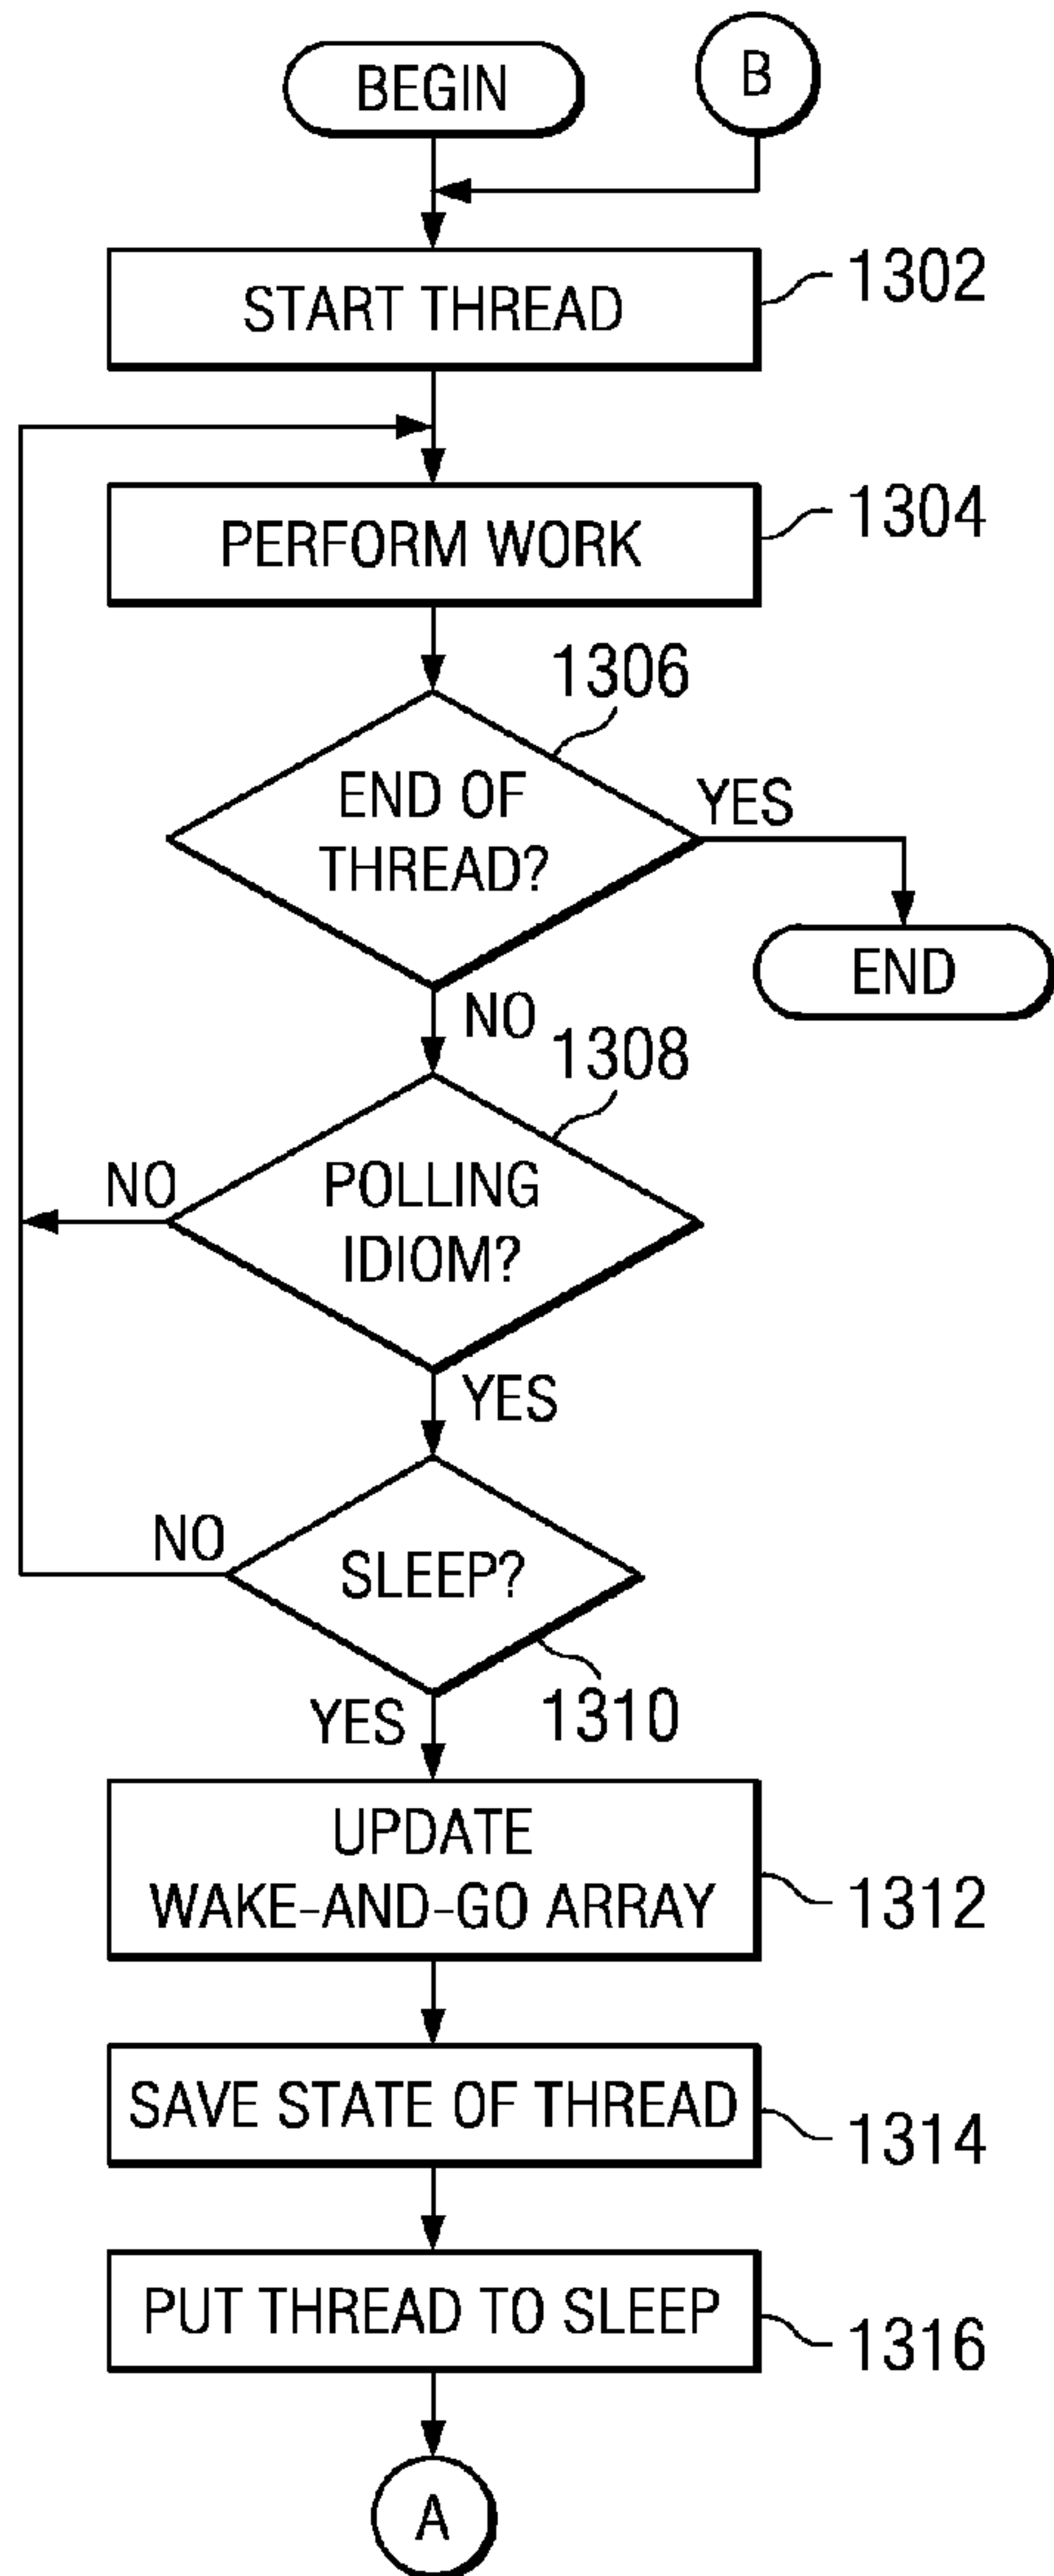 BEGIN
B
START THREAD
1302
PERFORM WORK
1304
1306
END OF
THREAD?
YES
END
NO
1308
NO
POLLING
IDIOM?
YES
NO
SLEEP?
1310
YES
UPDATE
WAKE-AND-GO ARRAY
1312
SAVE STATE OF THREAD
1314
PUT THREAD TO SLEEP
1316
A